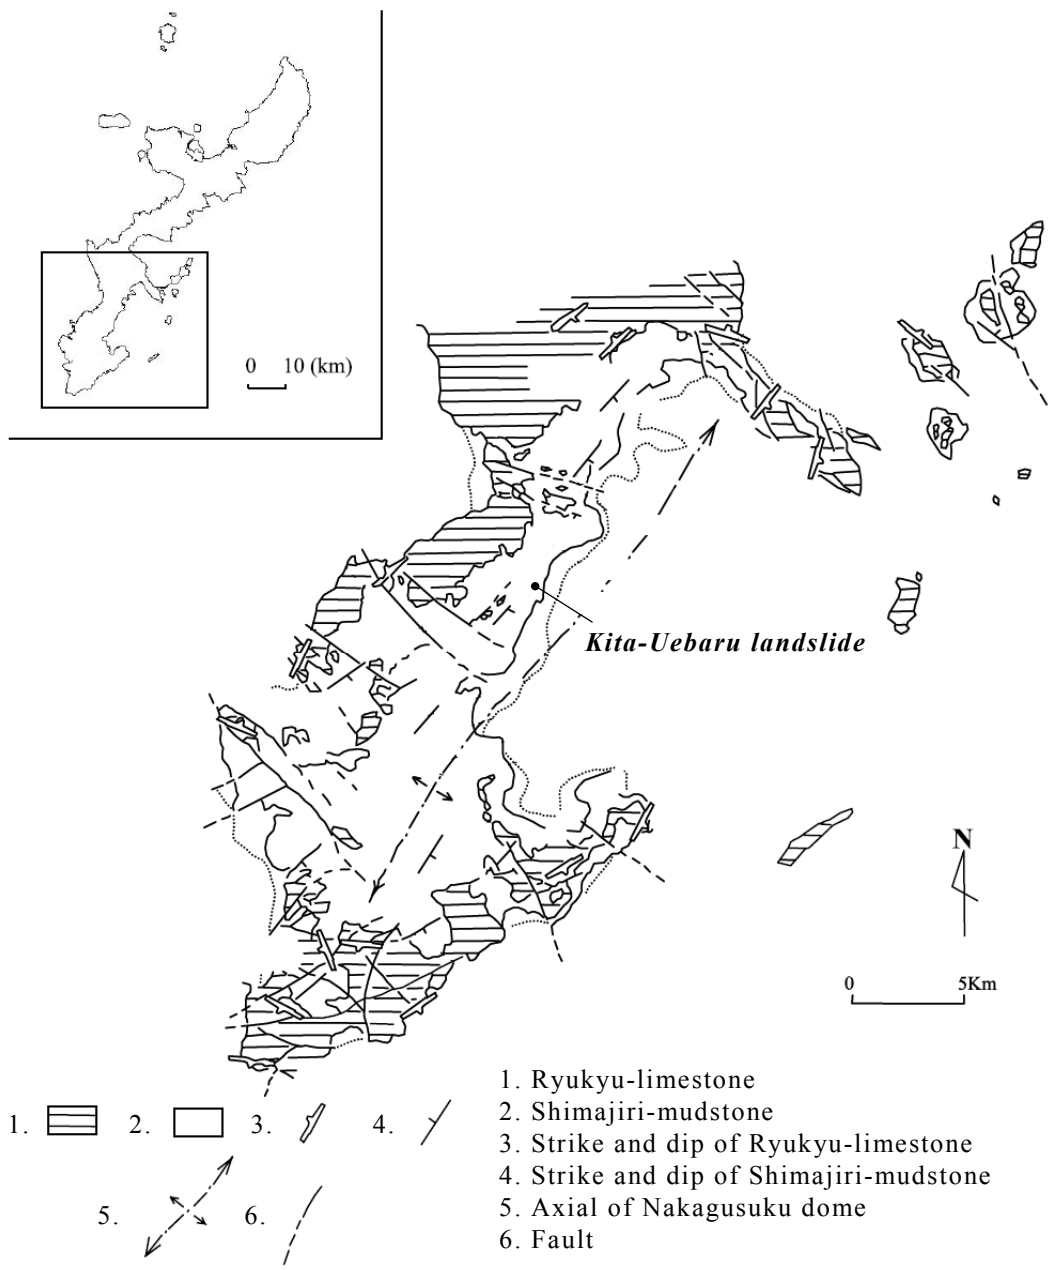 0 10 (km)
Kita-Uebaru landslide
N
0 5Km
1. Ryukyu-limestone
2. Shimajiri-mudstone
3. Strike and dip of Ryukyu-limestone
4. Strike and dip of Shimajiri-mudstone
5. Axial of Nakagusuku dome
6. Fault
1. 2. 3. 4.
5. 6.